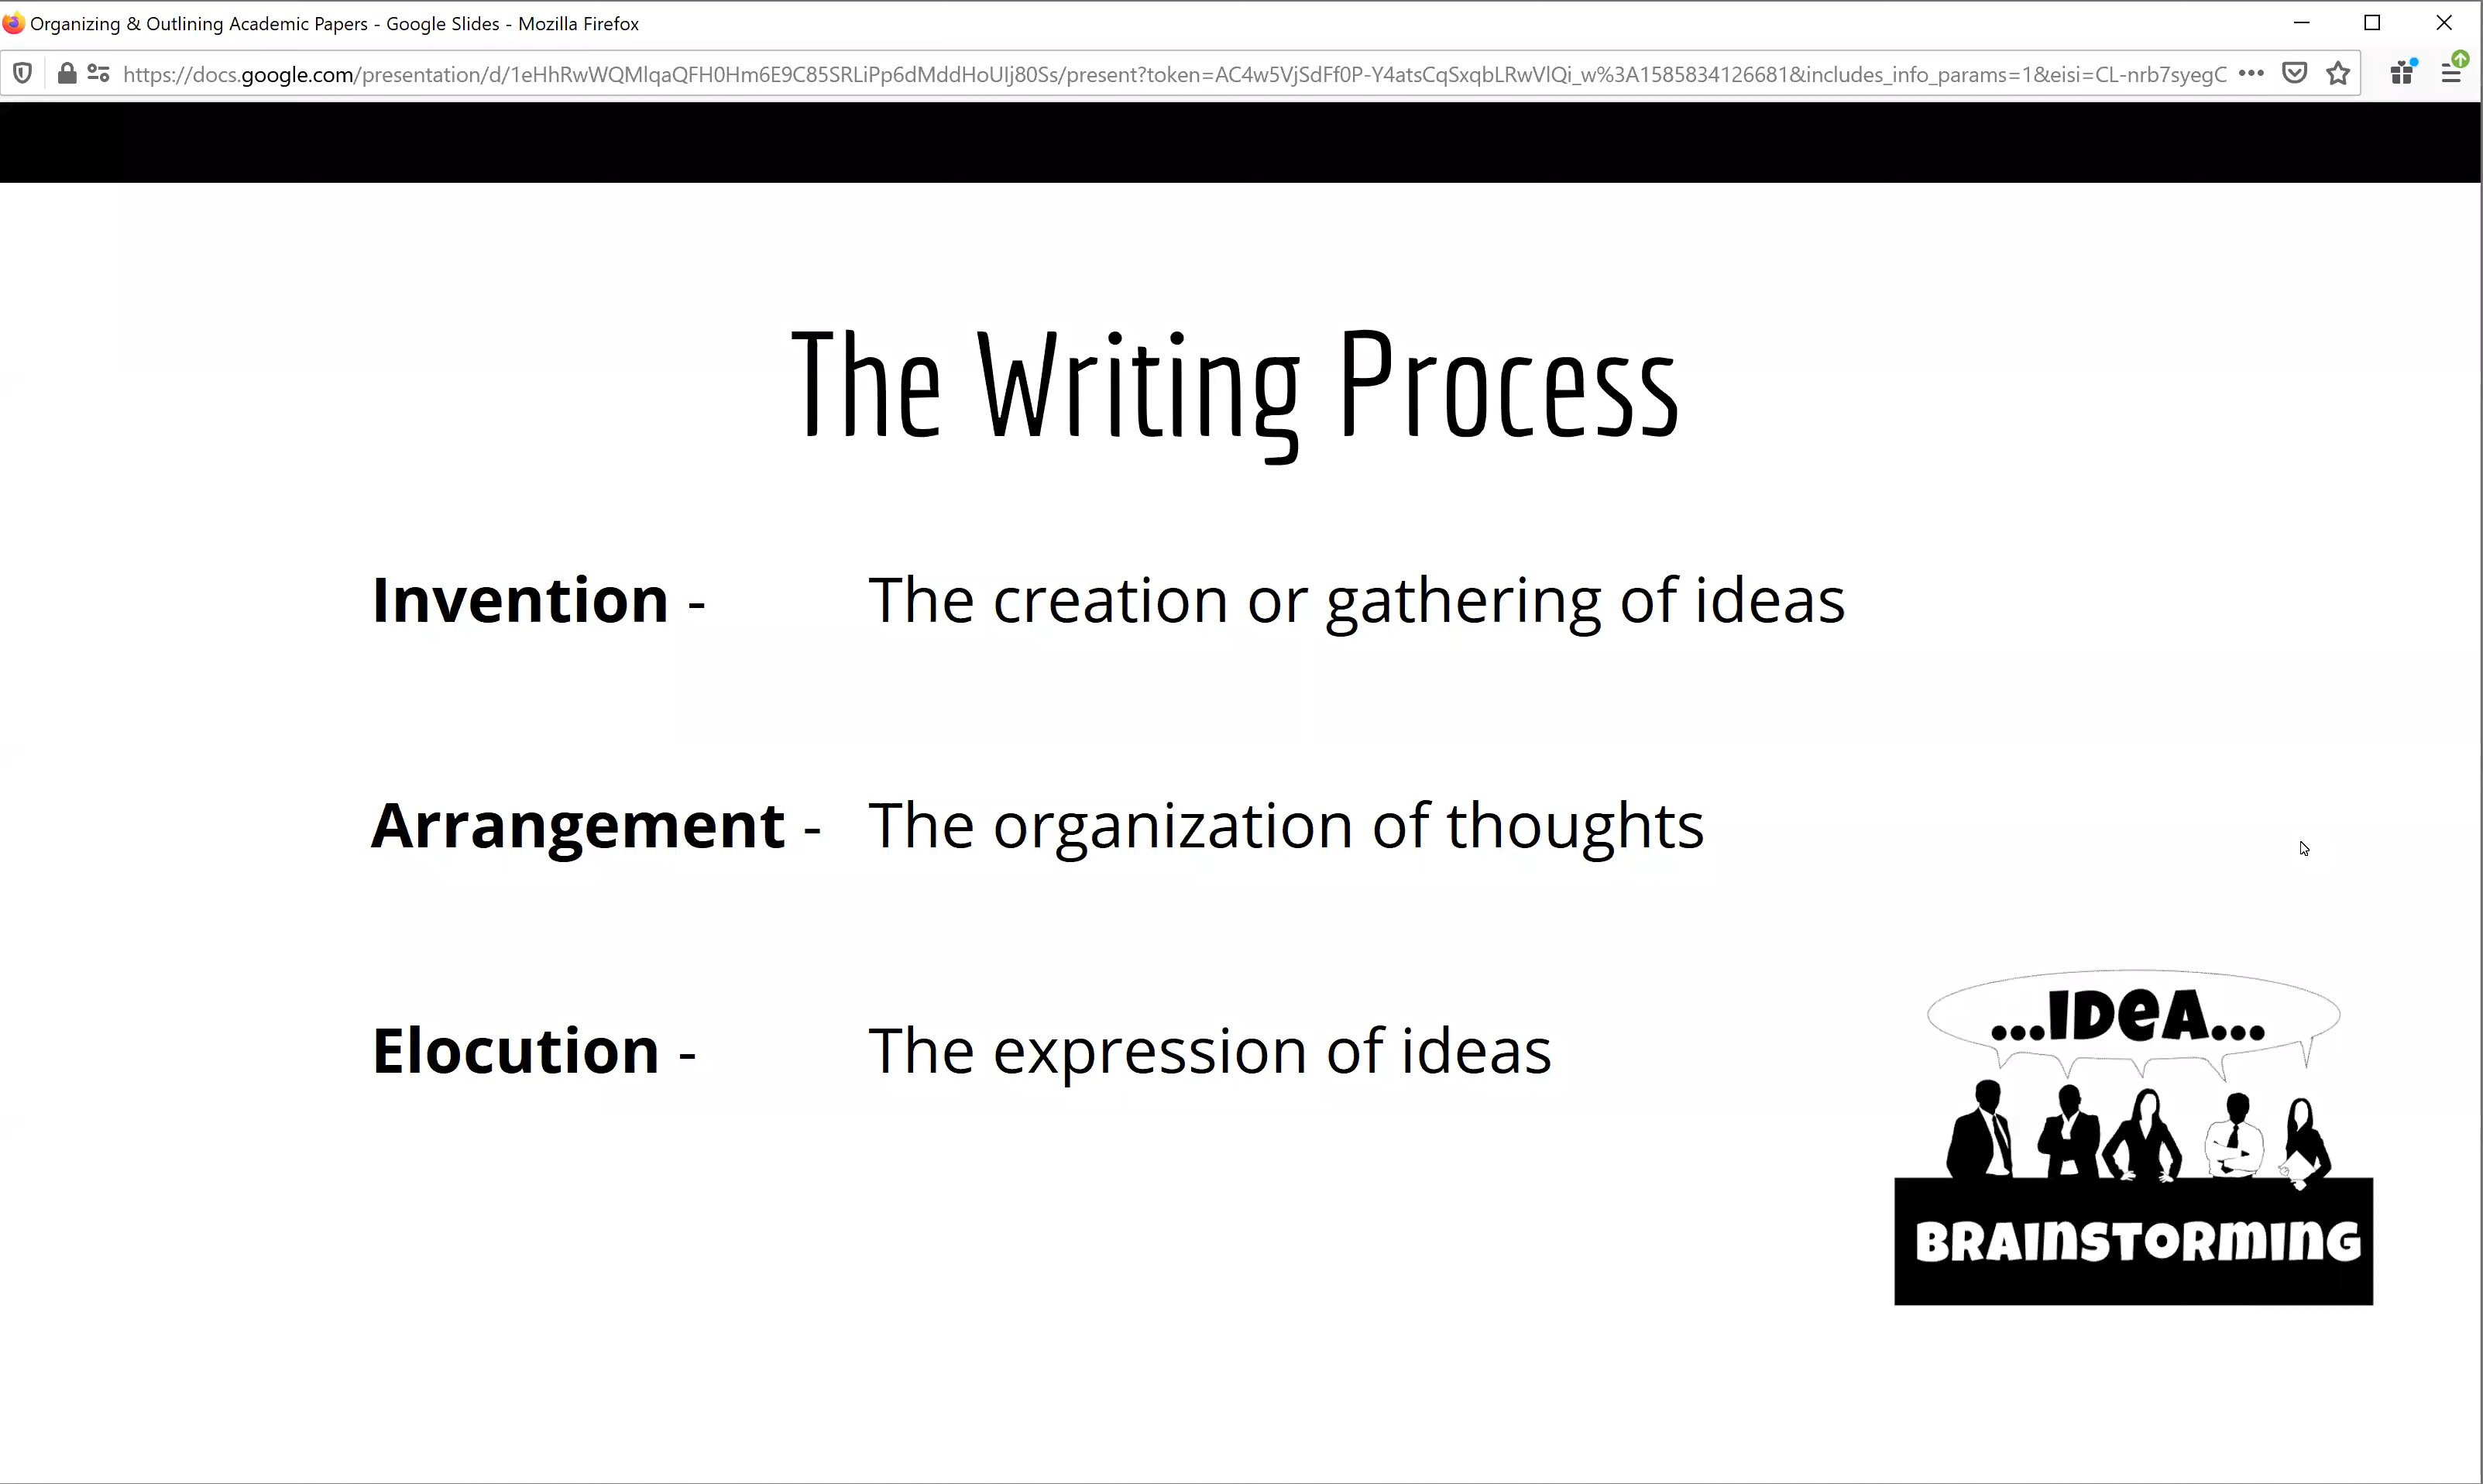 Organizing & Outlining Academic Papers - Google Slides - Mozilla Firefox
https://docs.google.com/presentation/d/1eHhRwWQMlqaQFH0Hm6E9C85SRLiPp6dMddHoUIj80Ss/present?token=AC4w5VjSdFf0P-Y4atsCqSxqbLRwVlQi_w%3A1585834126681&includes_info_params=1&eisi=CL-nrb7syegC
The Writing Process
Invention - The creation or gathering of ideas
Arrangement - The organization of thoughts
Elocution - The expression of ideas
...IDeA...
BRAInSTORmInG